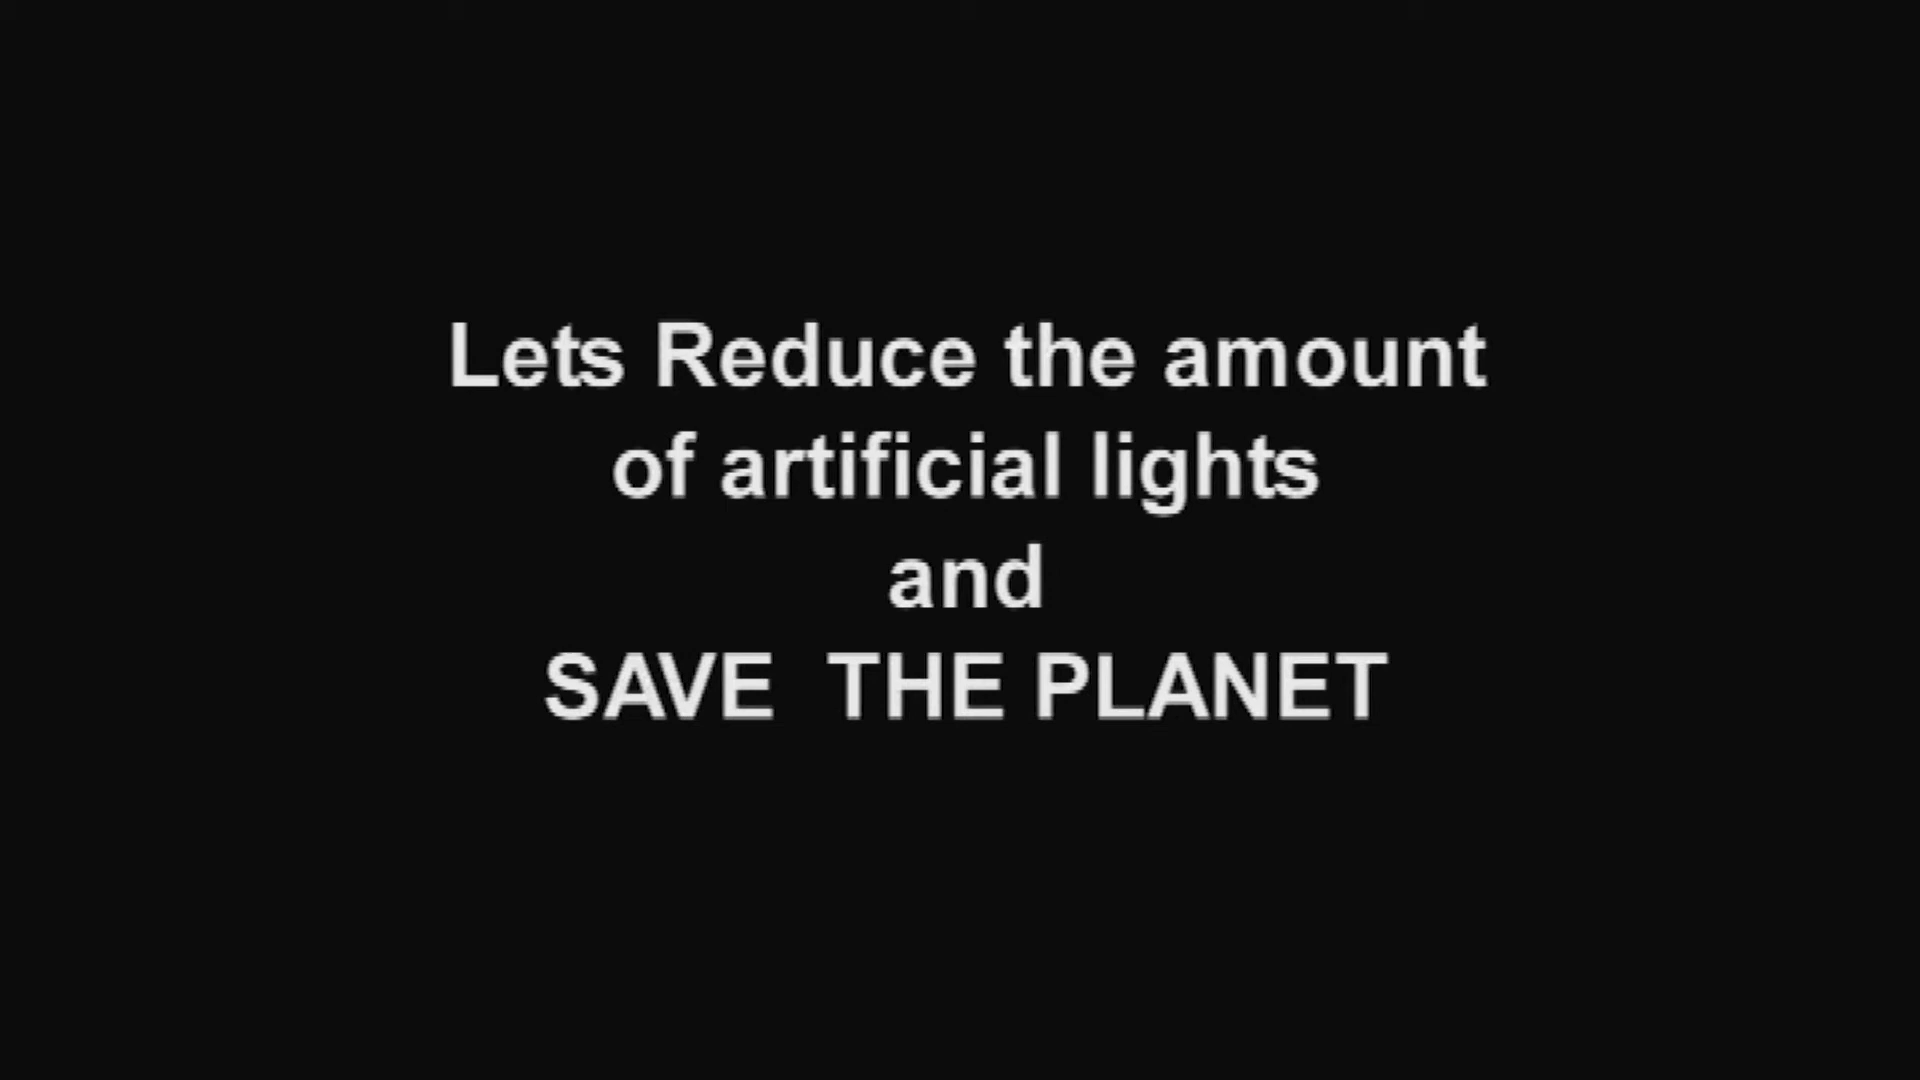 Lets Reduce the amount
of artificial lights
and
SAVE  THE PLANET